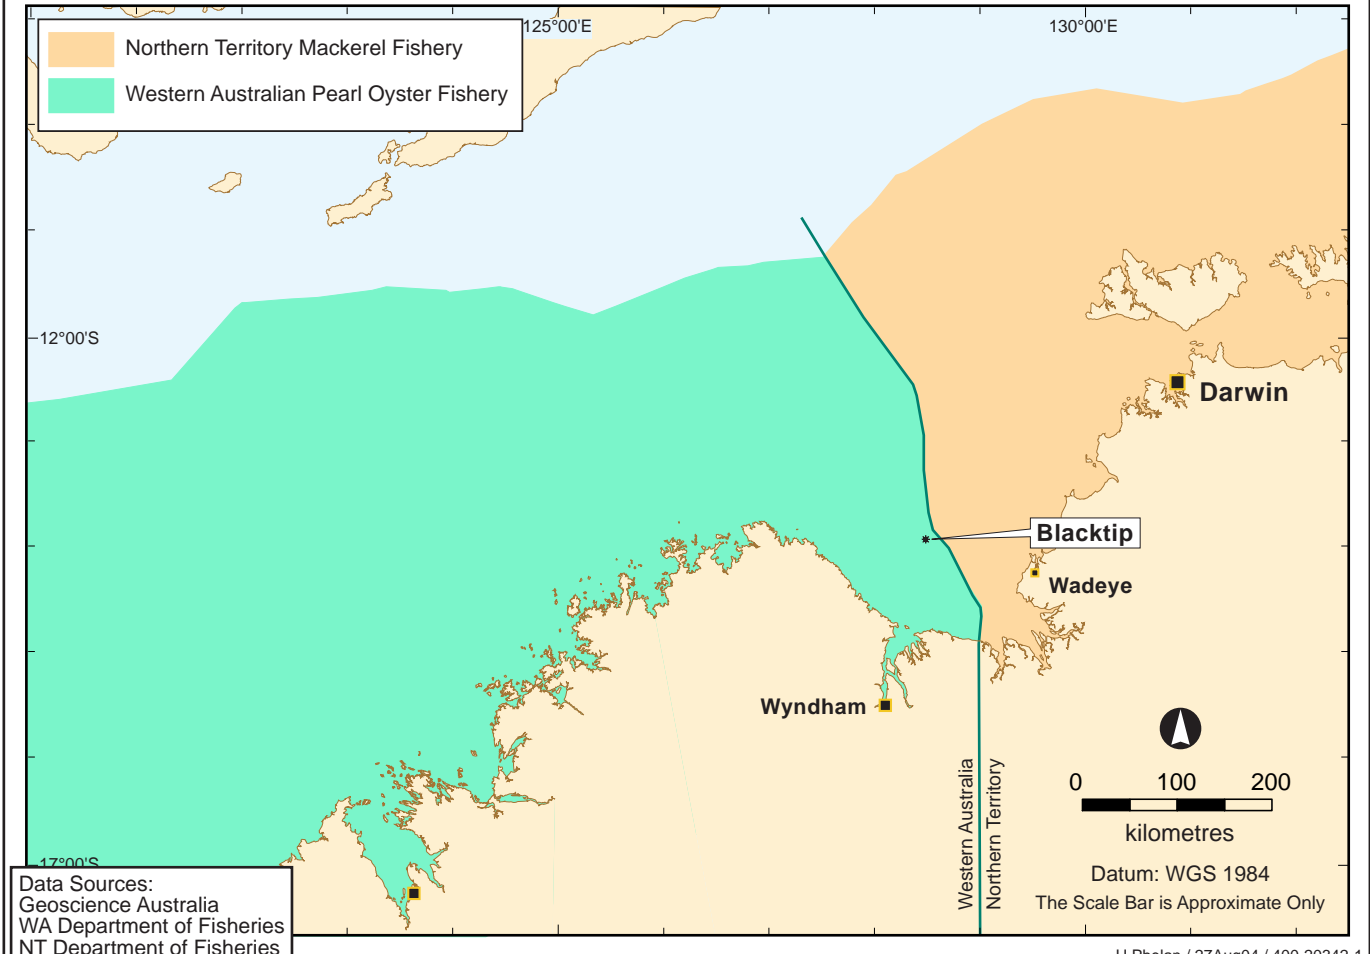 125°00'E
130°00'E
Northern Territory Mackerel Fishery
Western Australian Pearl Oyster Fishery
12°00'S
Darwin
Blacktip
Wadeye
Wyndham
Western Australia
Northern Territory
0 100 200
kilometres
Datum: WGS 1984
The Scale Bar is Approximate Only
17°00'S
Data Sources:
Geoscience Australia
WA Department of Fisheries
NT Department of Fisheries